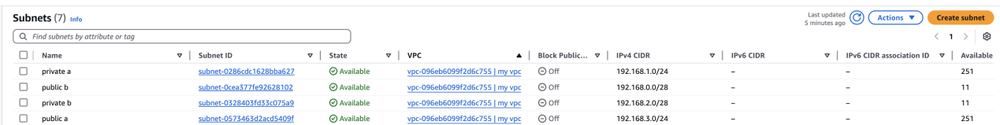 Subnets (7) Info
Last updated
5 minutes ago
Actions
Create subnet
Find subnets by attribute or tag
1
Name Subnet ID State VPC Block Public... IPv4 CIDR IPv6 CIDR IPv6 CIDR association ID Available
private a subnet-0286cdc1628bba627 Available vpc-096eb6099f2d6c755 | my vpc Off 192.168.1.0/24 – – 251
public b subnet-0cea377fe92628102 Available vpc-096eb6099f2d6c755 | my vpc Off 192.168.0.0/28 – – 11
private b subnet-0328403fd33c075a9 Available vpc-096eb6099f2d6c755 | my vpc Off 192.168.2.0/28 – – 11
public a subnet-0573463d2acd5409f Available vpc-096eb6099f2d6c755 | my vpc Off 192.168.3.0/24 – – 251